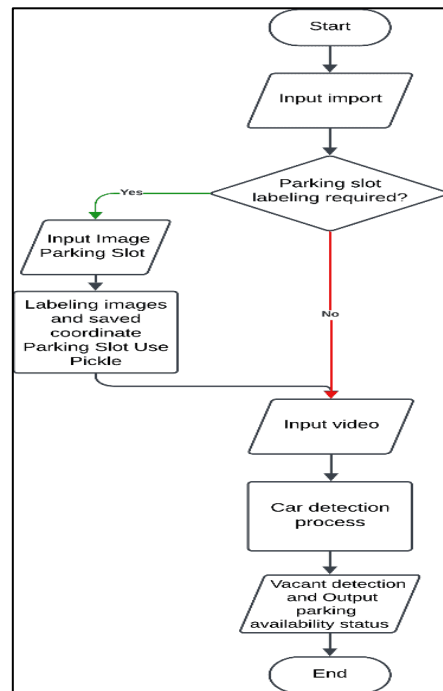 Start
Input import
Parking slot
labeling required?
Yes
Input Image
Parking Slot
Labeling images
and saved
coordinate
Parking Slot Use
Pickle
No
Input video
Car detection
process
Vacant detection
and Output
parking
availability status
End